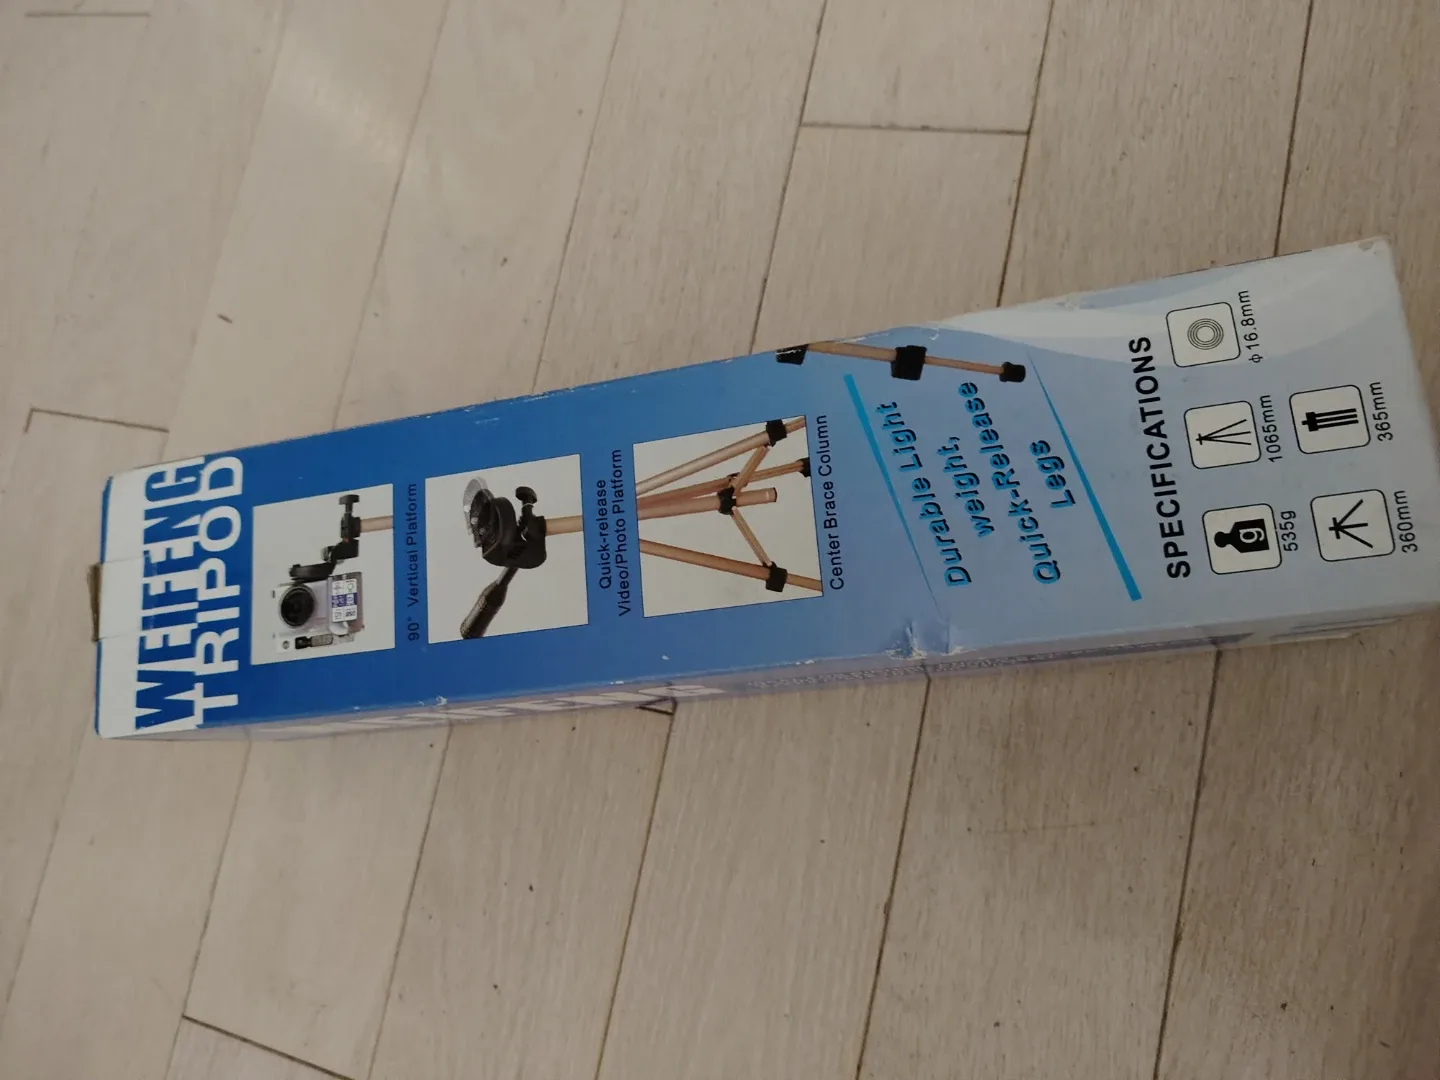 WEIFENG
TRIPOD
90° Vertical Platform
Quick-release
Video/Photo Platform
Center Brace Column
Durable Light
weight,
Quick-Release
Legs
SPECIFICATIONS
g
535g
1065mm
ϕ16.8mm
360mm
365mm
WEIFENG